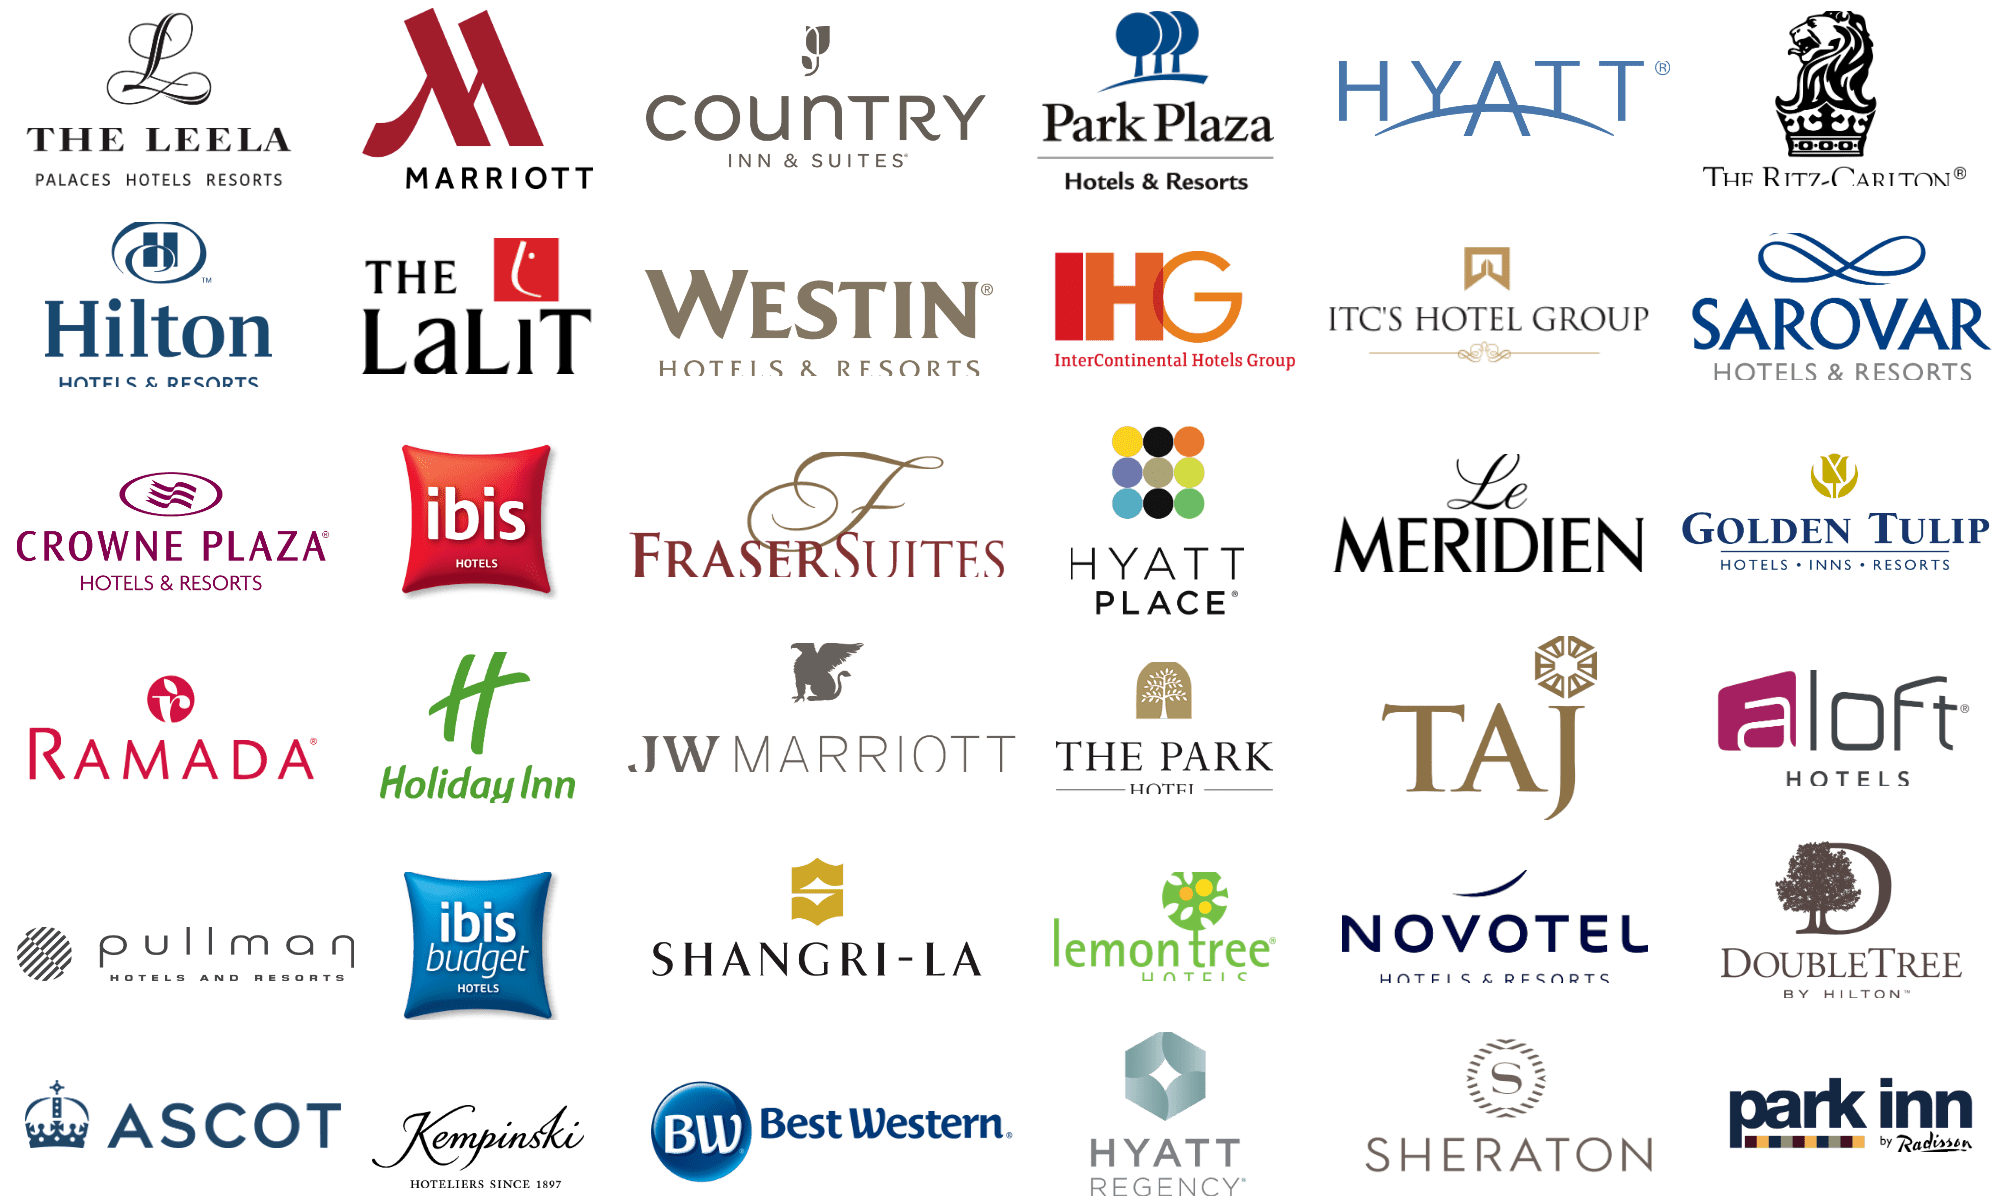 THE LEELA
PALACES HOTELS RESORTS
MARRIOTT
COUNTRY
INN & SUITES®
Park Plaza
Hotels & Resorts
HYATT®
THE RITZ-CARLTON®
H
Hilton
HOTELS & RESORTS
™
THE
LaLiT
WESTIN®
HOTELS & RESORTS
IHG
InterContinental Hotels Group
ITC'S HOTEL GROUP
SAROVAR
HOTELS & RESORTS
CROWNE PLAZA®
HOTELS & RESORTS
ibis
HOTELS
F
FRASER SUITES
HYATT
PLACE®
Le
MERIDIEN
GOLDEN TULIP
HOTELS • INNS • RESORTS
r
RAMADA®
H
Holiday Inn
JW MARRIOTT
THE PARK
HOTEL
TAJ
aloft®
HOTELS
pullman
HOTELS AND RESORTS
ibis
budget
HOTELS
S
SHANGRI-LA
lemon tree®
HOTELS
NOVOTEL
HOTELS & RESORTS
D
DOUBLETREE
BY HILTON™
ASCOT
Kempinski
HOTELIERS SINCE 1897
BW®
Best Western®
HYATT
REGENCY®
S
SHERATON
park inn
by Radisson